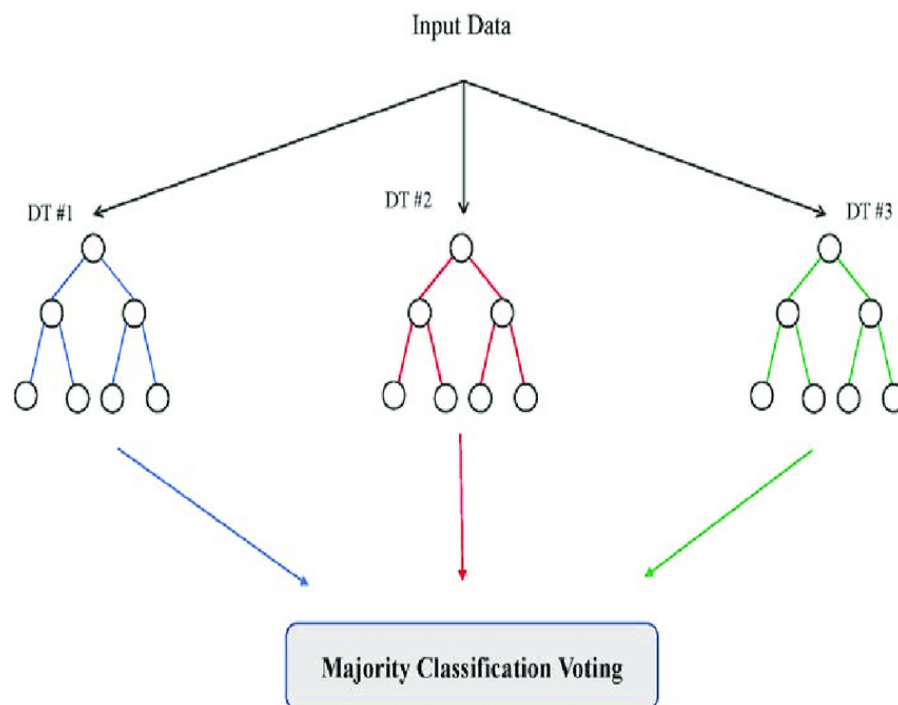 Input Data
DT #1
DT #2
DT #3
Majority Classification Voting